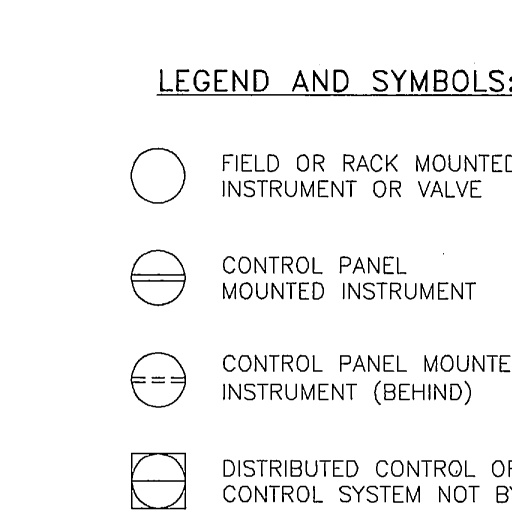 LEGEND AND SYMBOLS:
FIELD OR RACK MOUNTED
INSTRUMENT OR VALVE
CONTROL PANEL
MOUNTED INSTRUMENT
CONTROL PANEL MOUNTE
INSTRUMENT (BEHIND)
DISTRIBUTED CONTROL OR
CONTROL SYSTEM NOT BY